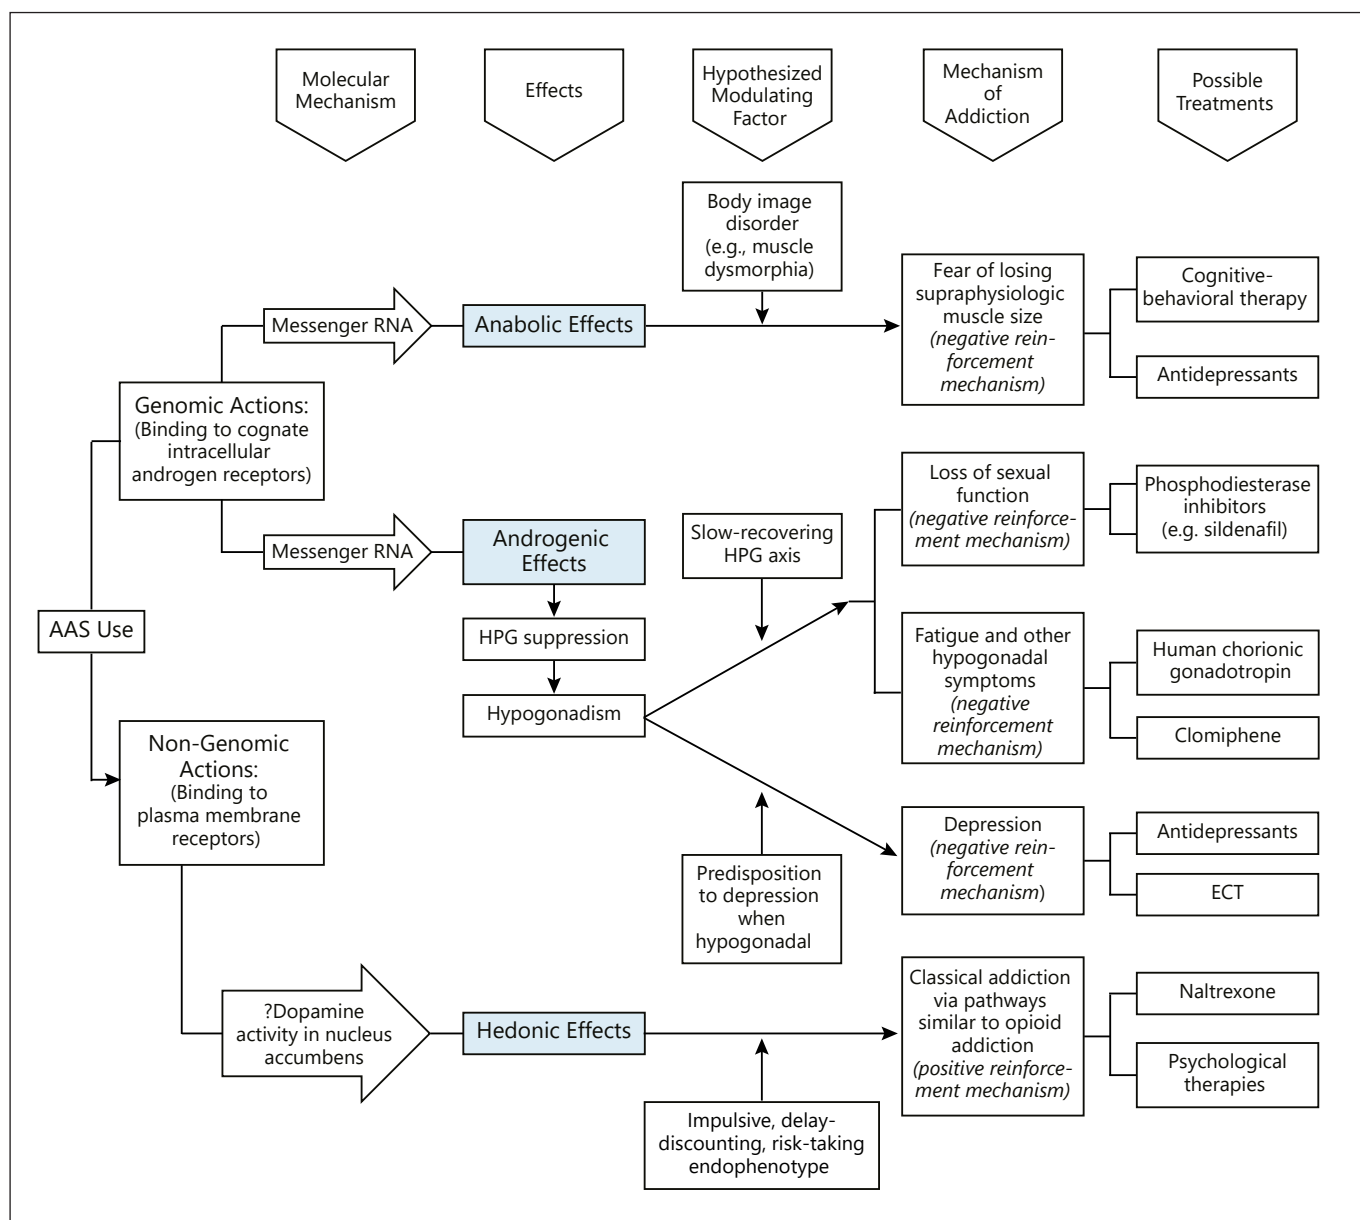 Molecular
Mechanism
Effects
Hypothesized
Modulating
Factor
Mechanism
of
Addiction
Possible
Treatments
Body image
disorder
(e.g., muscle
dysmorphia)
Messenger RNA
Anabolic Effects
Fear of losing
supraphysiologic
muscle size
(negative rein-
forcement
mechanism)
Cognitive-
behavioral therapy
Antidepressants
Genomic Actions:
(Binding to cognate
intracellular
androgen receptors)
Messenger RNA
Androgenic
Effects
HPG suppression
Hypogonadism
Slow-recovering
HPG axis
Loss of sexual
function
(negative reinforce-
ment mechanism)
Phosphodiesterase
inhibitors
(e.g. sildenafil)
AAS Use
Fatigue and other
hypogonadal
symptoms
(negative
reinforcement
mechanism)
Human chorionic
gonadotropin
Clomiphene
Non-Genomic
Actions:
(Binding to
plasma membrane
receptors)
Predisposition
to depression
when
hypogonadal
Depression
(negative rein-
forcement
mechanism)
Antidepressants
ECT
?Dopamine
activity in nucleus
accumbens
Hedonic Effects
Impulsive, delay-
discounting, risk-taking
endophenotype
Classical addiction
via pathways
similar to opioid
addiction
(positive reinforce-
ment mechanism)
Naltrexone
Psychological
therapies